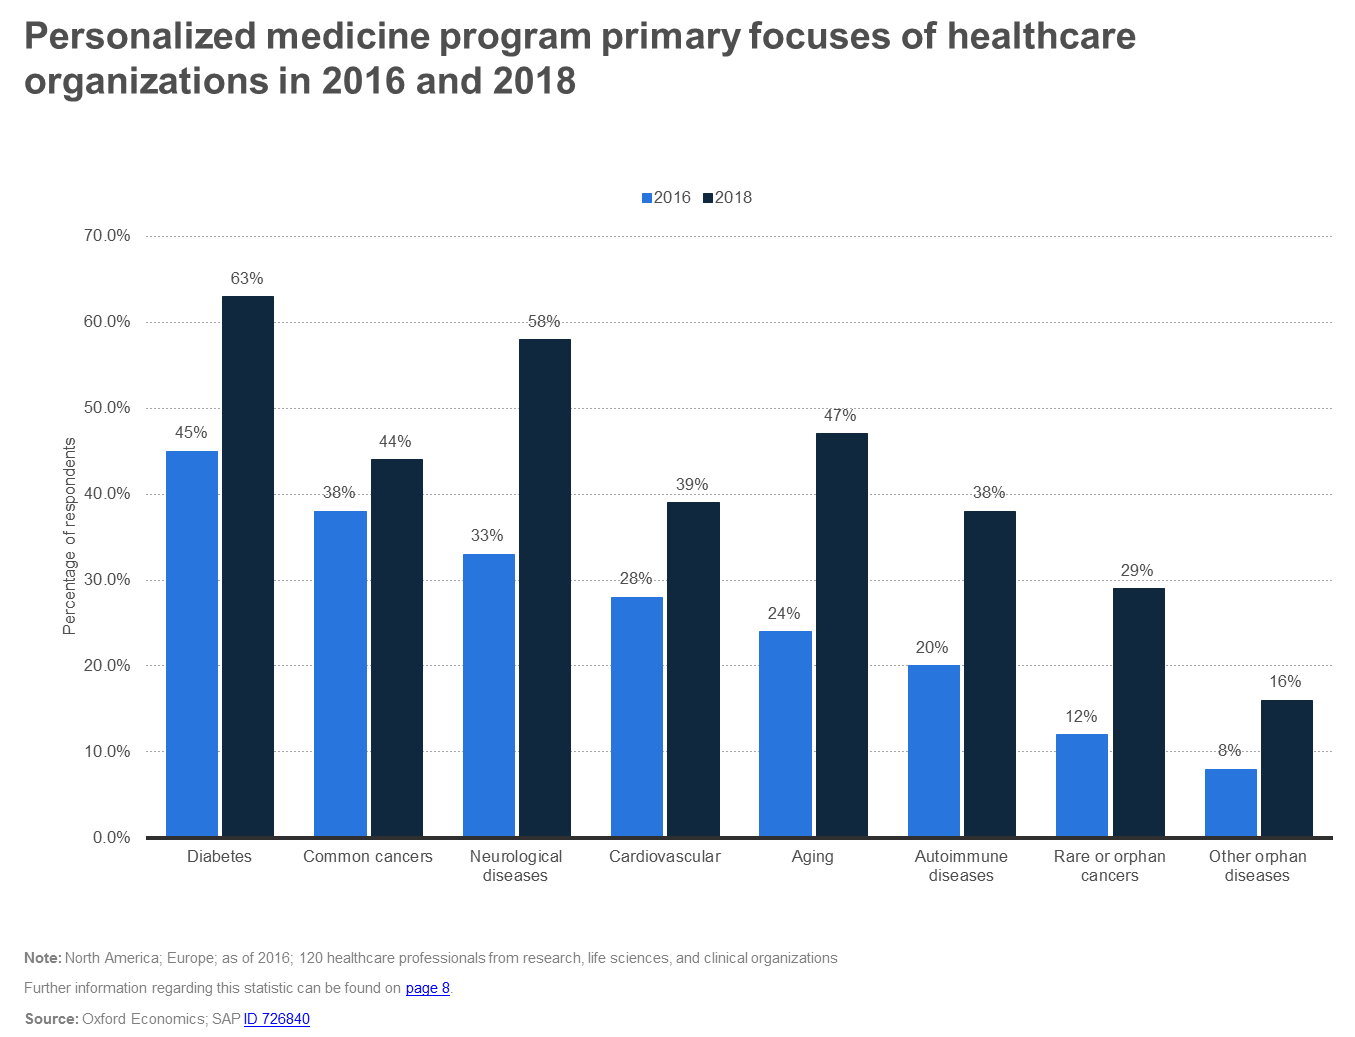 Personalized medicine program primary focuses of healthcare
organizations in 2016 and 2018
2016 2018
Percentage of respondents
70.0%
60.0%
50.0%
40.0%
30.0%
20.0%
10.0%
0.0%
45% 63%
38% 44%
33% 58%
28% 39%
24% 47%
20% 38%
12% 29%
8% 16%
Diabetes
Common cancers
Neurological
diseases
Cardiovascular
Aging
Autoimmune
diseases
Rare or orphan
cancers
Other orphan
diseases
Note: North America; Europe; as of 2016; 120 healthcare professionals from research, life sciences, and clinical organizations
Further information regarding this statistic can be found on page 8.
Source: Oxford Economics; SAP ID 726840